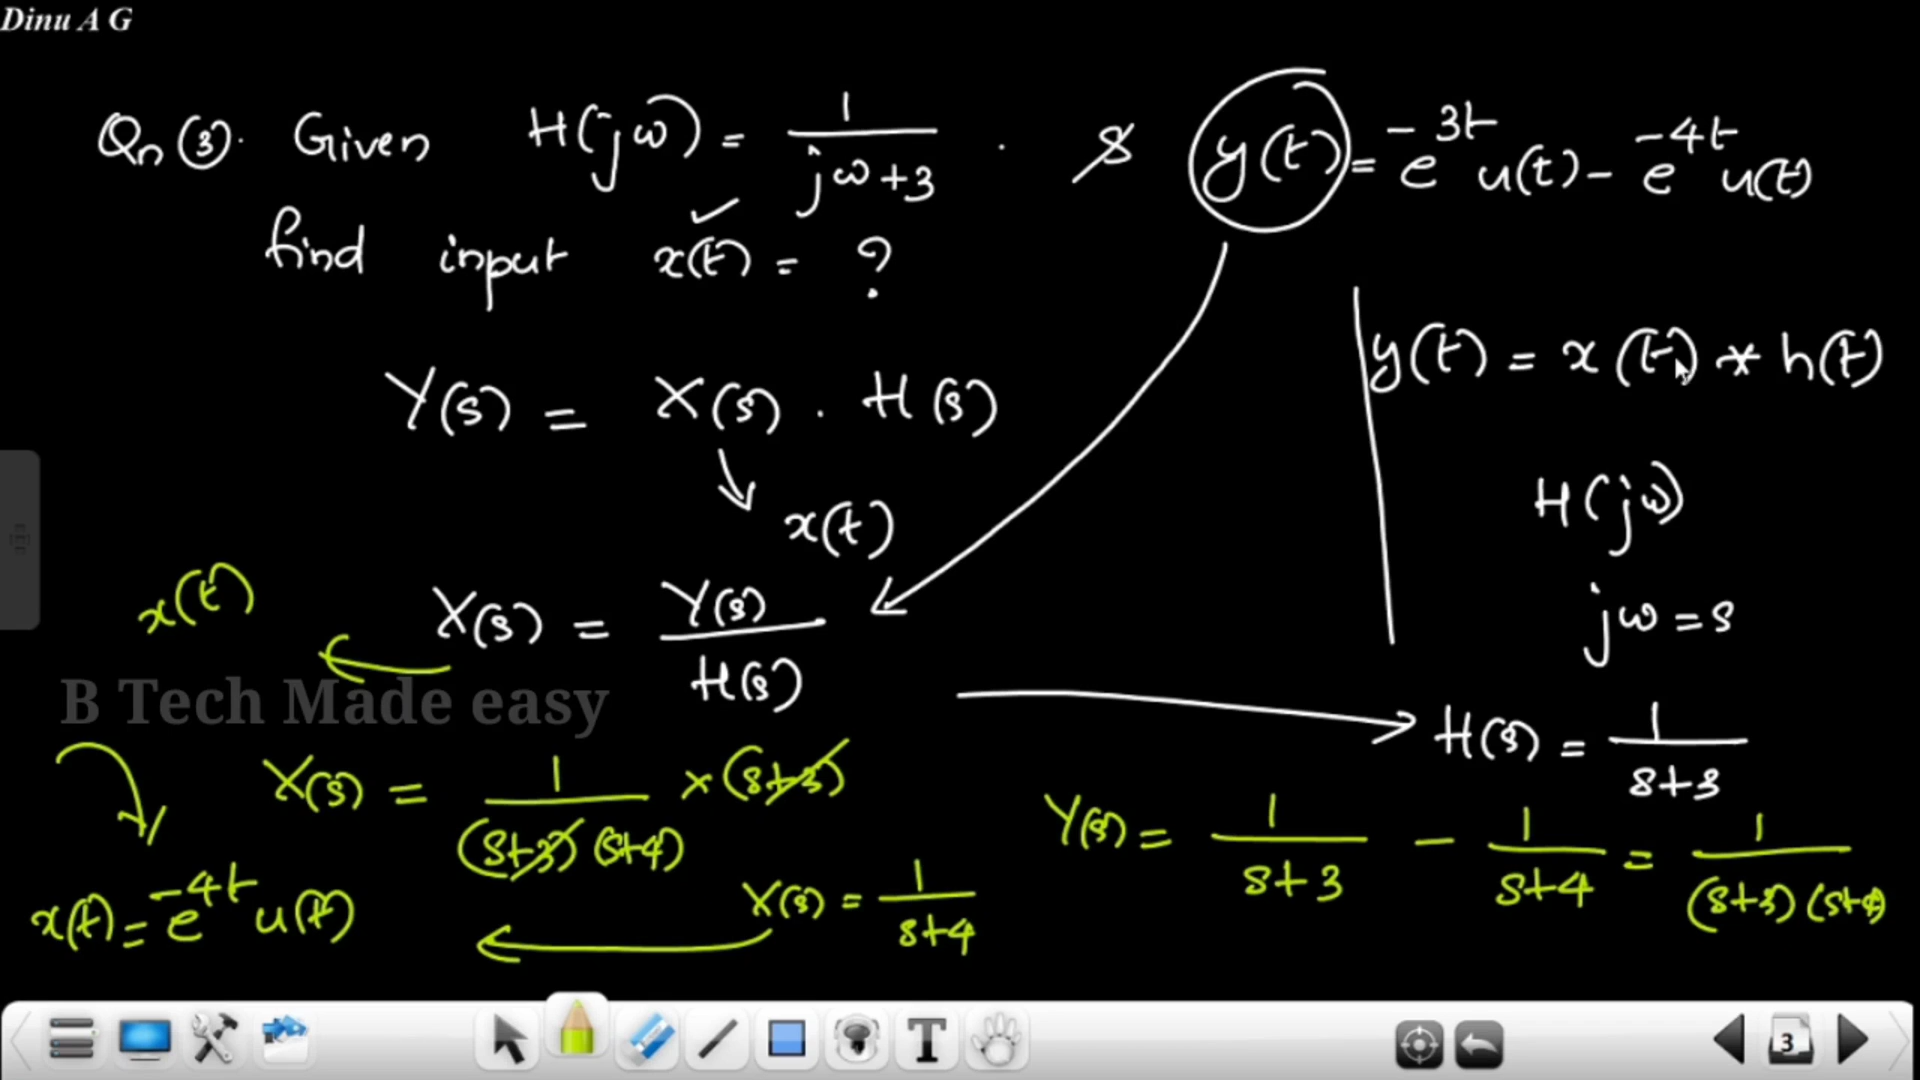 Dinu A G
Qn (3). Given H(jω) = 1/(jω+3) . & y(t) = e^-3t u(t) - e^-4t u(t)
find input x(t) = ?
y(t) = x(t) * h(t)
Y(s) = X(s) . H(s)
x(t)
H(jω)
jω = s
x(t)
X(s) = Y(s)/H(s)
B Tech Made easy
H(s) = 1/(s+3)
X(s) = 1/((s+3)(s+4)) × (s+3)
Y(s) = 1/(s+3) - 1/(s+4) = 1/((s+3)(s+4))
X(s) = 1/(s+4)
x(t) = e^-4t u(t)
T
3